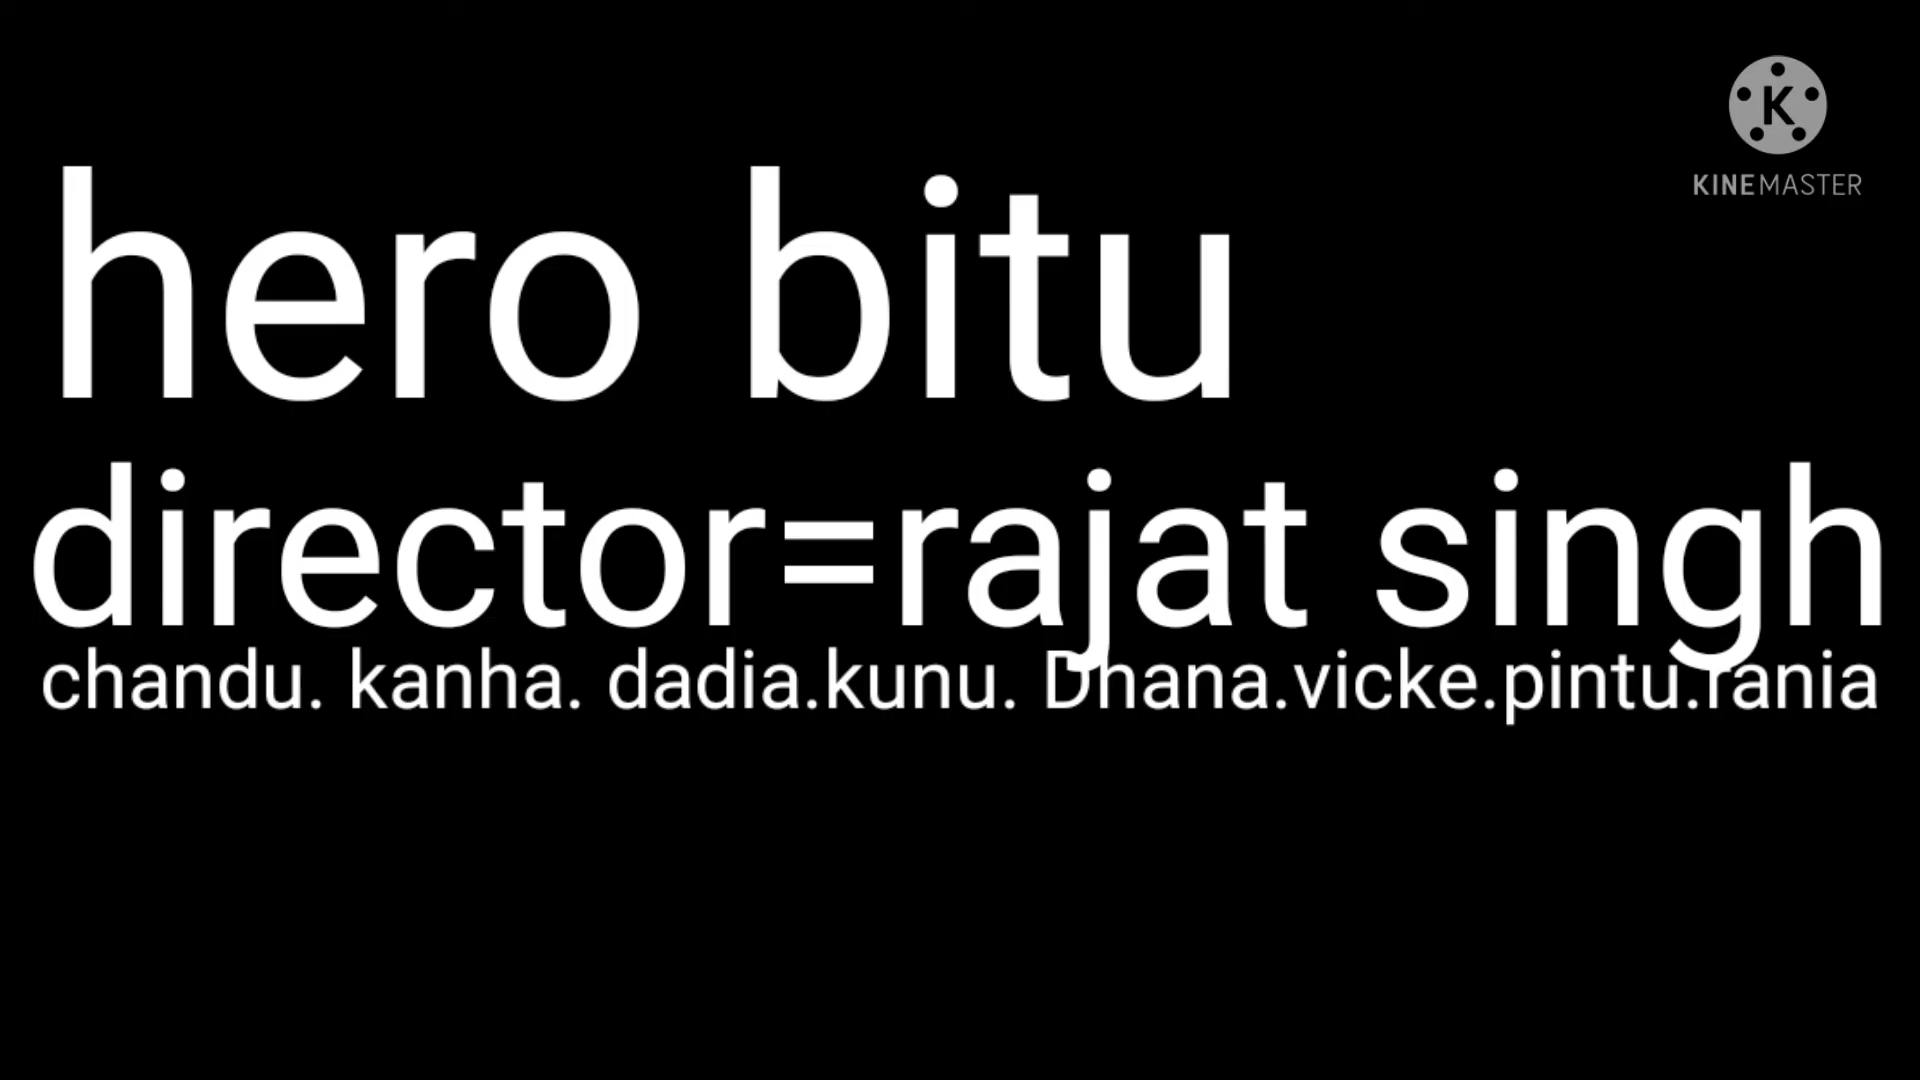 K
KINEMASTER
hero bitu
director=rajat singh
chandu. kanha. dadia.kunu. Dhana.vicke.pintu.rania